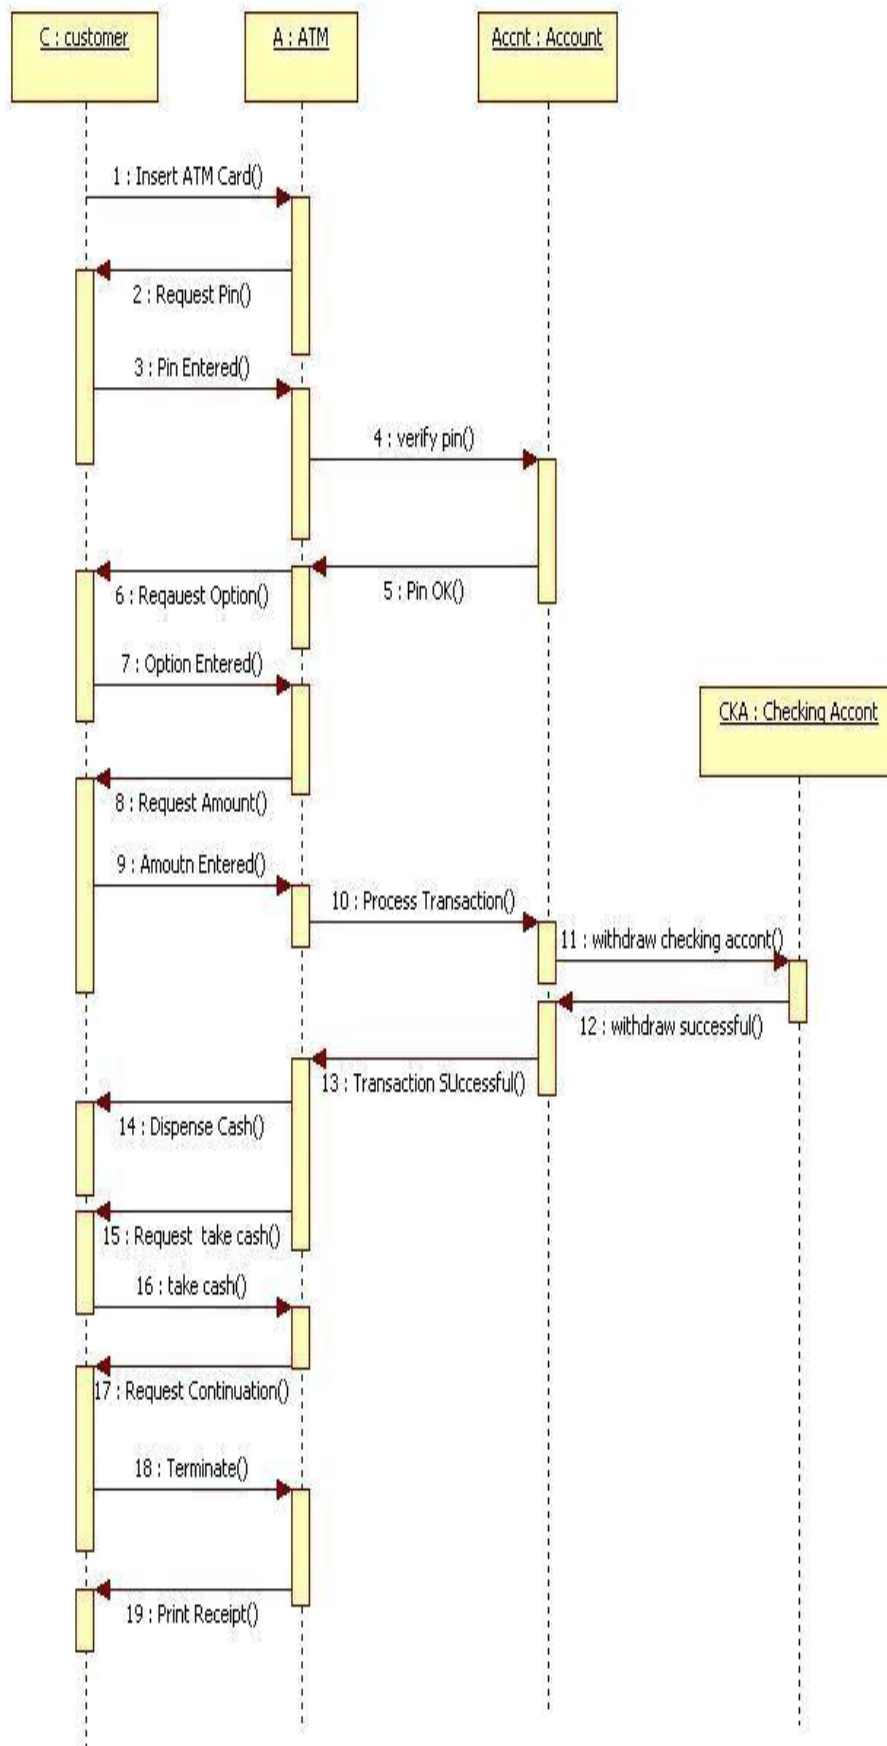 C : customer
A : ATM
Accnt : Account
1 : Insert ATM Card()
2 : Request Pin()
3 : Pin Entered()
4 : verify pin()
5 : Pin OK()
6 : Reqauest Option()
7 : Option Entered()
CKA : Checking Accont
8 : Request Amount()
9 : Amoutn Entered()
10 : Process Transaction()
11 : withdraw checking accont()
12 : withdraw successful()
13 : Transaction SUccessful()
14 : Dispense Cash()
15 : Request take cash()
16 : take cash()
17 : Request Continuation()
18 : Terminate()
19 : Print Receipt()